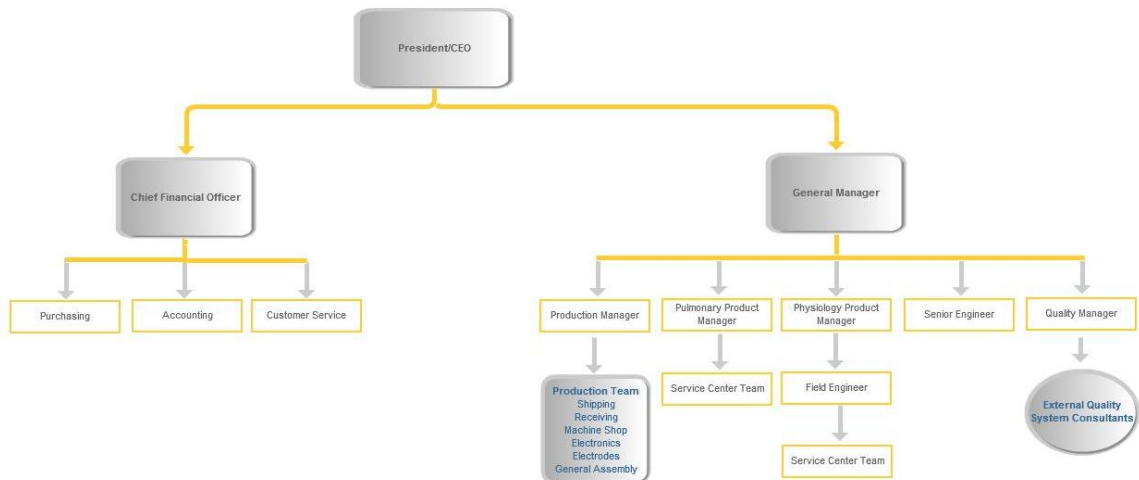 President/CEO
Chief Financial Officer
General Manager
Purchasing
Accounting
Customer Service
Production Manager
Pulmonary Product
Manager
Physiology Product
Manager
Senior Engineer
Quality Manager
Production Team
Shipping
Receiving
Machine Shop
Electronics
Electrodes
General Assembly
Service Center Team
Field Engineer
Service Center Team
External Quality
System Consultants